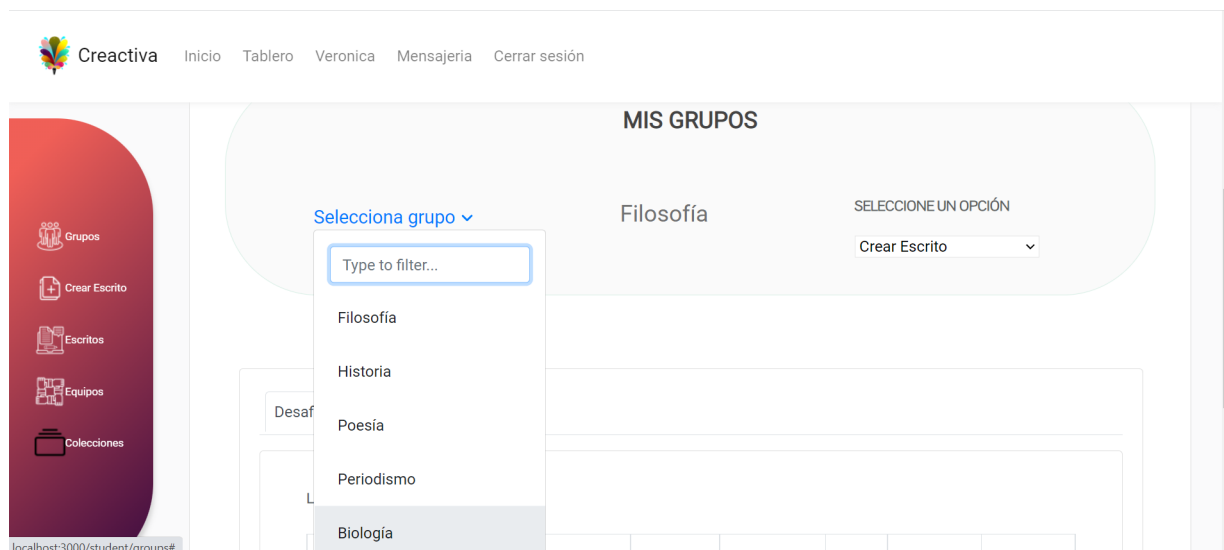 Creactiva Inicio Tablero Veronica Mensajeria Cerrar sesión
MIS GRUPOS
Selecciona grupo
Filosofía
SELECCIONE UN OPCIÓN
Crear Escrito
Type to filter...
Filosofía
Historia
Poesía
Periodismo
Biología
Grupos
Crear Escrito
Escritos
Equipos
Colecciones
Desaf
L
localhost:3000/student/groups#